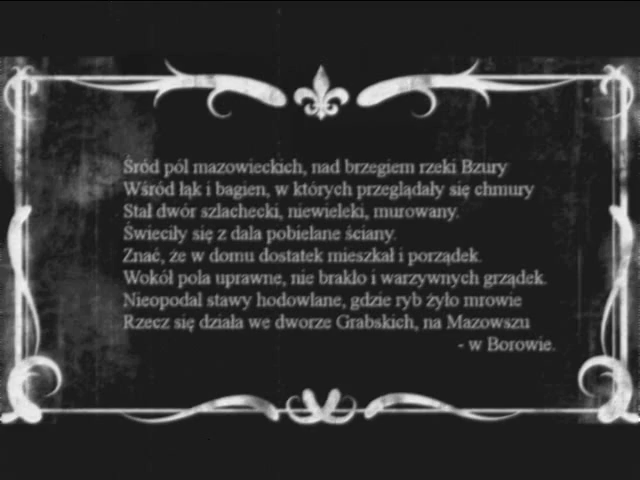 Śród pól mazowieckich, nad brzegiem rzeki Bzury
Wśród łąk i bagien, w których przeglądały się chmury
Stał dwór szlachecki, niewieleki, murowany.
Świeciły się z dala pobielane ściany.
Znać, że w domu dostatek mieszkał i porządek.
Wokół pola uprawne, nie brakło i warzywnych grządek.
Nieopodal stawy hodowlane, gdzie ryb żyło mrowie
Rzecz się działa we dworze Grabskich, na Mazowszu
- w Borowie.